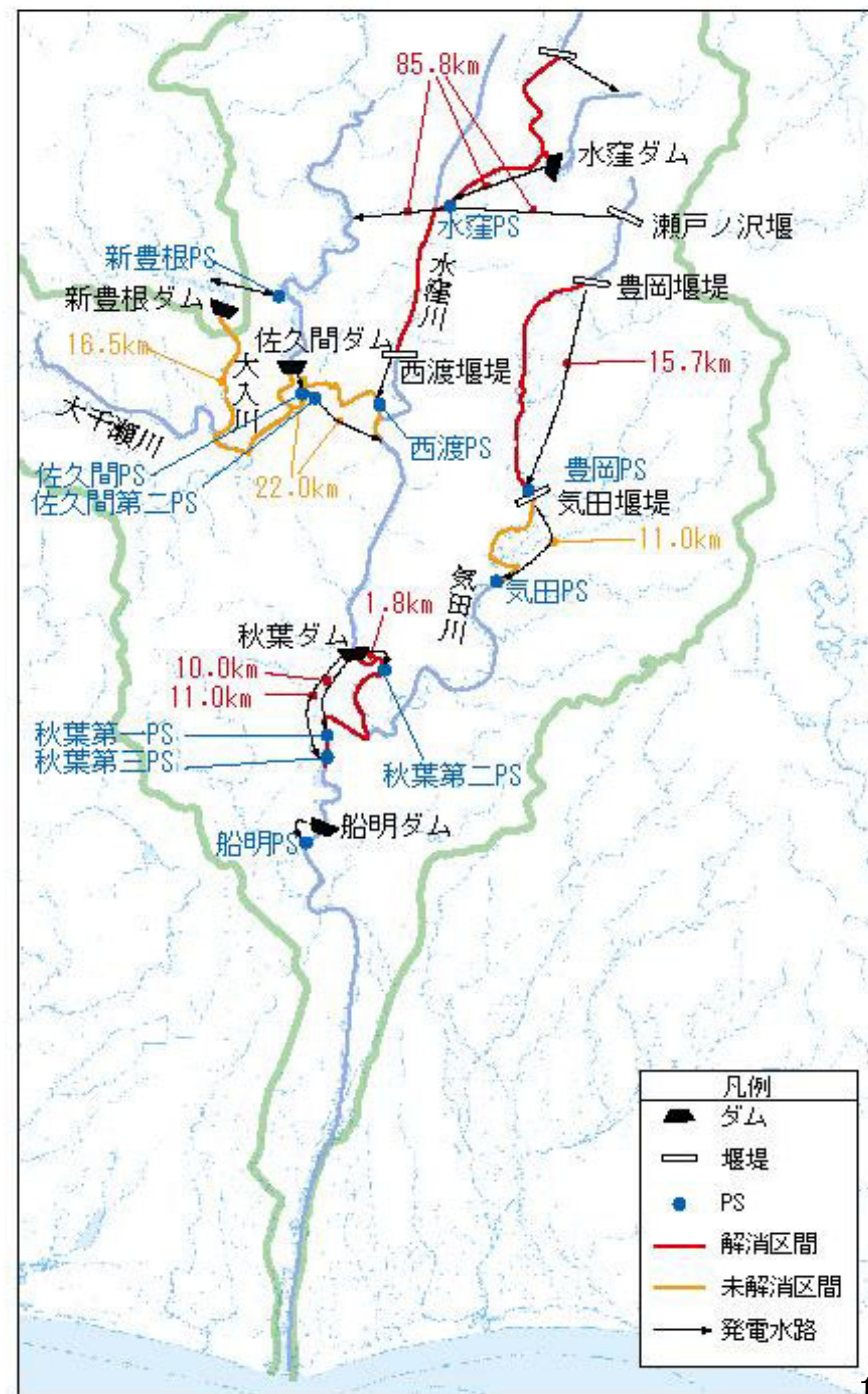 85.8km
水窪ダム
水窪PS
瀬戸ノ沢堰
新豊根PS
水窪川
新豊根ダム
豊岡堰堤
佐久間ダム
16.5km
大入川
西渡堰堤
15.7km
大千瀬川
佐久間PS
西渡PS
豊岡PS
佐久間第二PS
22.0km
気田堰堤
11.0km
気田川
気田PS
1.8km
秋葉ダム
10.0km
11.0km
秋葉第一PS
秋葉第三PS
秋葉第二PS
船明ダム
船明PS
凡例
ダム
堰堤
PS
解消区間
未解消区間
発電水路
1